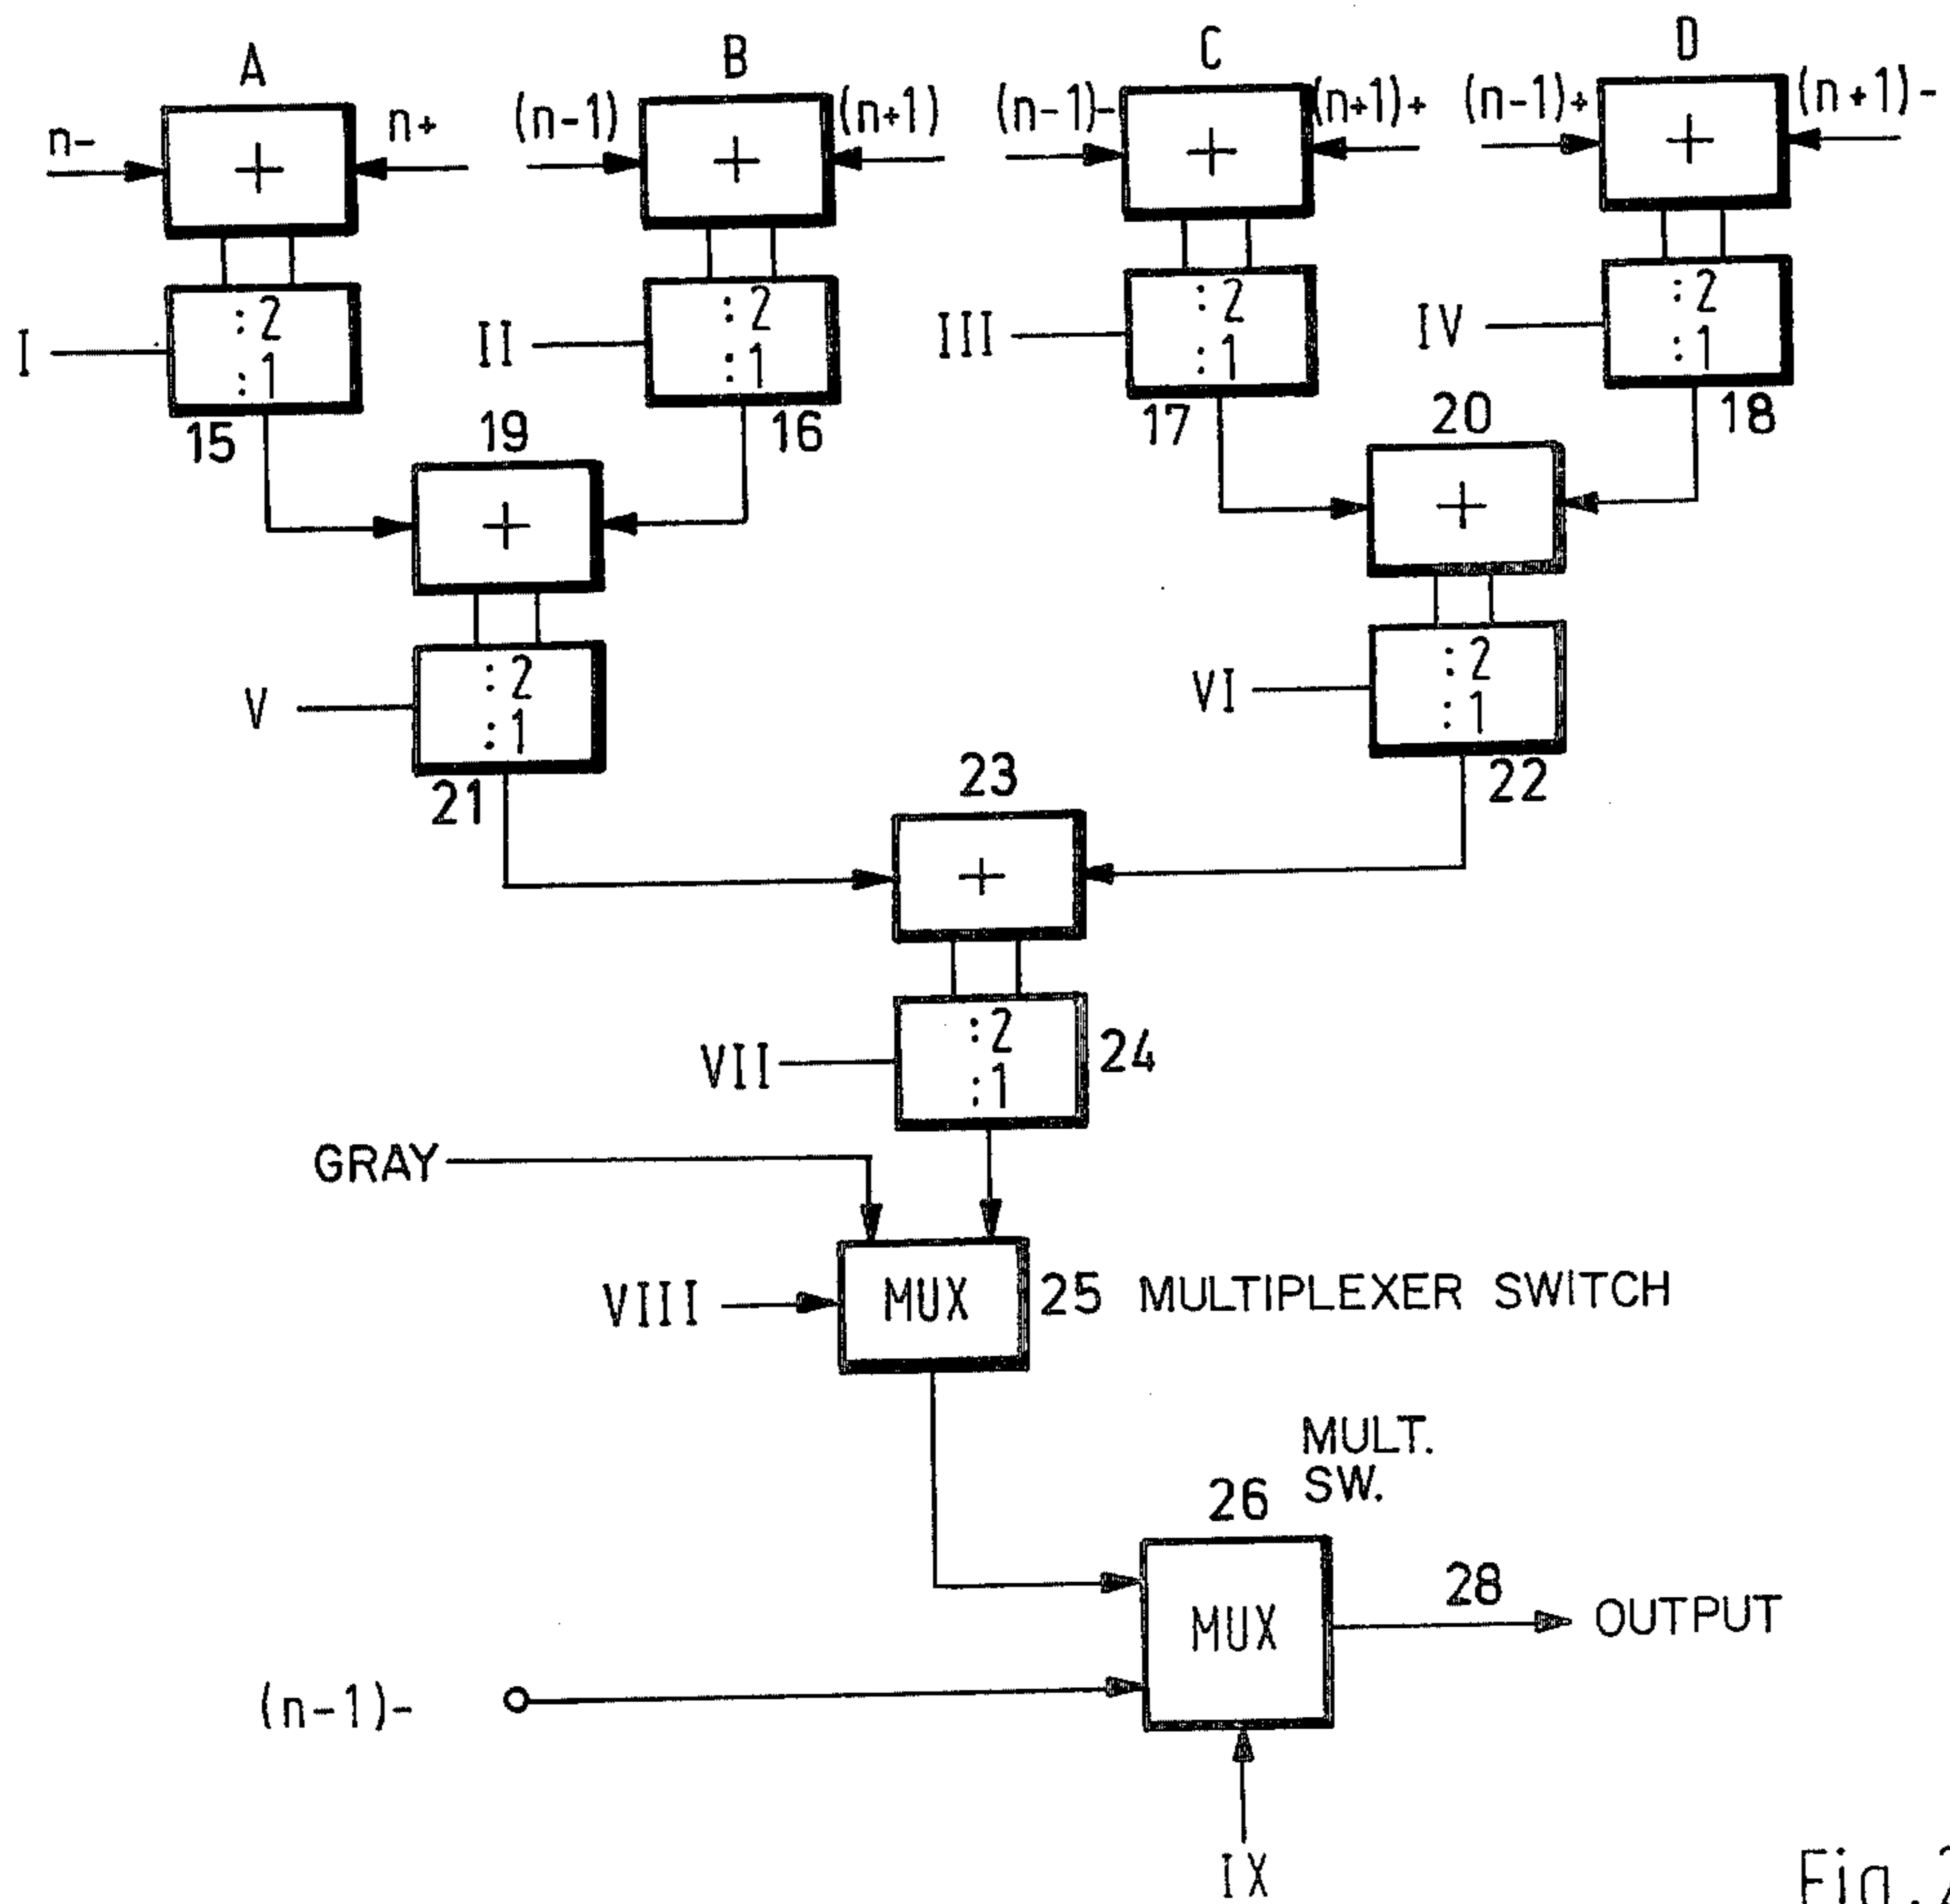 A B C D
n- n+ (n-1) (n+1) (n-1)- (n+1)+ (n-1)+ (n+1)-
+ + + +
I :2 II :2 III :2 IV :2
:1 :1 :1 :1
15 19 16 17 20 18
+ +
V :2 VI :2
:1 :1
21 23 22
+
VII :2 24
:1
GRAY
VIII MUX 25 MULTIPLEXER SWITCH
MULT.
26 SW.
MUX 28 OUTPUT
(n-1)-
IX
Fig. 2